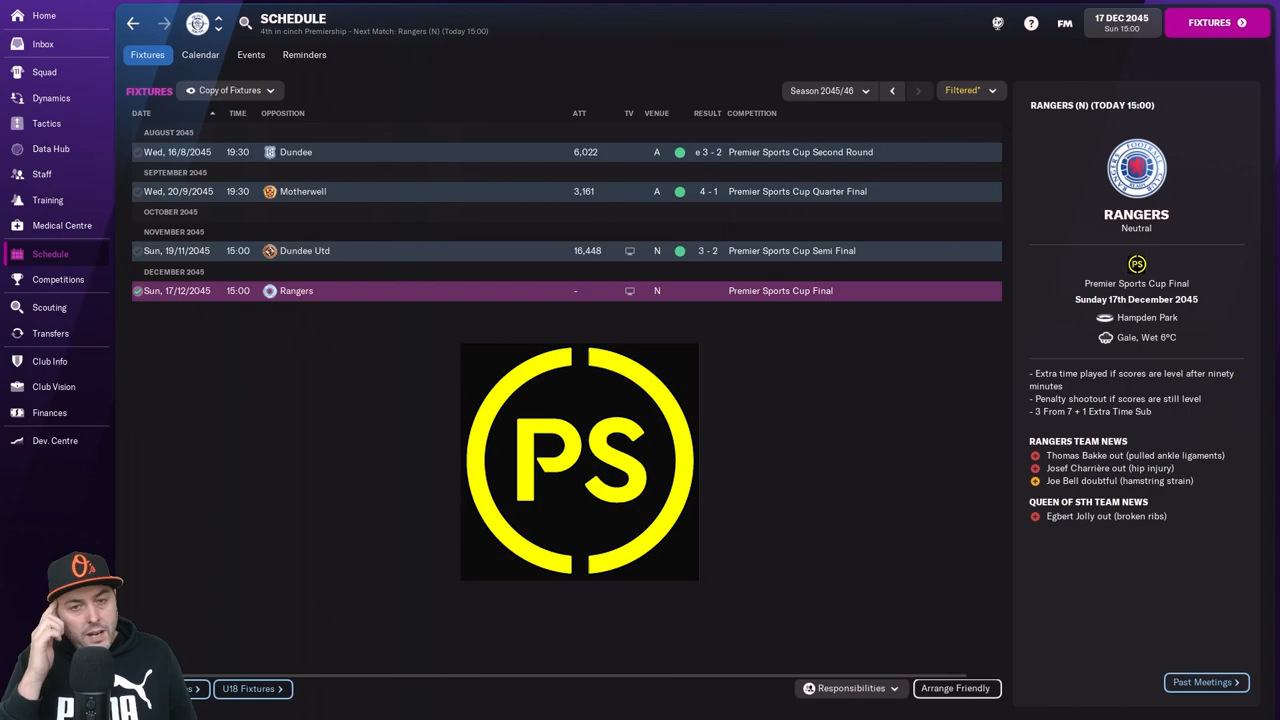 Home
Inbox
Squad
Dynamics
Tactics
Data Hub
Staff
Training
Medical Centre
Schedule
Competitions
Scouting
Transfers
Club Info
Club Vision
Finances
Dev. Centre
SCHEDULE
4th in cinch Premiership - Next Match: Rangers (N) (Today 15:00)
FM
17 DEC 2045
Sun 15:00
FIXTURES
Fixtures Calendar Events Reminders
FIXTURES Copy of Fixtures Season 2045/46 Filtered*
DATE TIME OPPOSITION ATT TV VENUE RESULT COMPETITION
AUGUST 2045
Wed, 16/8/2045 19:30 Dundee 6,022 A e 3 - 2 Premier Sports Cup Second Round
SEPTEMBER 2045
Wed, 20/9/2045 19:30 Motherwell 3,161 A 4 - 1 Premier Sports Cup Quarter Final
OCTOBER 2045
NOVEMBER 2045
Sun, 19/11/2045 15:00 Dundee Utd 16,448 N 3 - 2 Premier Sports Cup Semi Final
DECEMBER 2045
Sun, 17/12/2045 15:00 Rangers - N Premier Sports Cup Final
PS
U18 Fixtures
Responsibilities
Arrange Friendly
RANGERS (N) (TODAY 15:00)
RANGERS
Neutral
PS
Premier Sports Cup Final
Sunday 17th December 2045
Hampden Park
Gale, Wet 6°C
- Extra time played if scores are level after ninety
minutes
- Penalty shootout if scores are still level
- 3 From 7 + 1 Extra Time Sub
RANGERS TEAM NEWS
Thomas Bakke out (pulled ankle ligaments)
Josef Charrière out (hip injury)
Joe Bell doubtful (hamstring strain)
QUEEN OF STH TEAM NEWS
Egbert Jolly out (broken ribs)
Past Meetings
O's